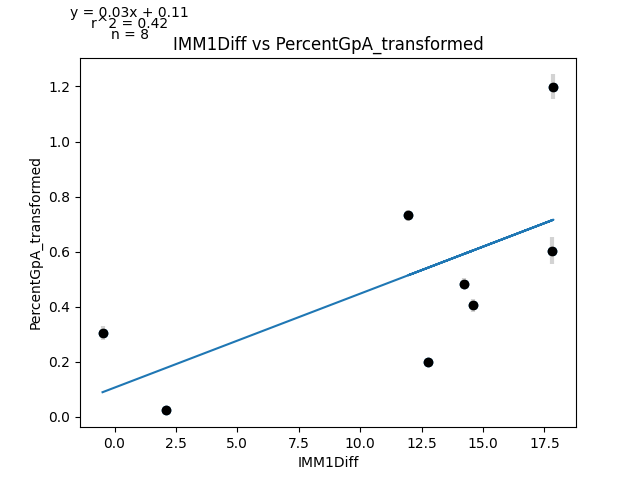 y = 0.03x + 0.11
r^2 = 0.42
n = 8
IMM1Diff vs PercentGpA_transformed
PercentGpA_transformed
1.2
1.0
0.8
0.6
0.4
0.2
0.0
0.0 2.5 5.0 7.5 10.0 12.5 15.0 17.5
IMM1Diff